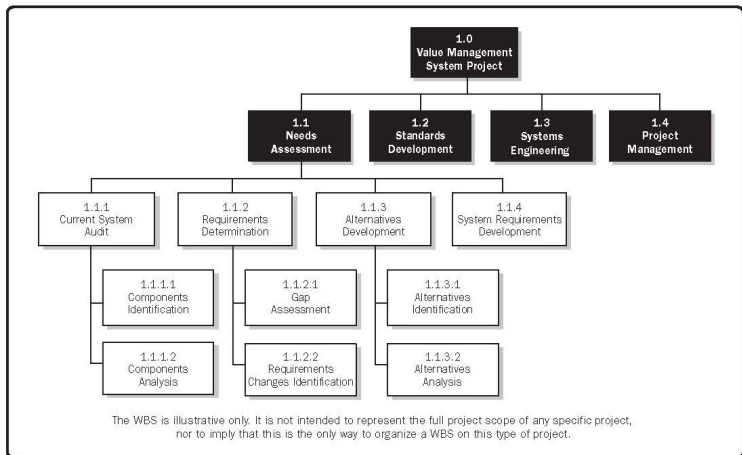 1.0
Value Management
System Project
1.1
Needs
Assessment
1.2
Standards
Development
1.3
Systems
Engineering
1.4
Project
Management
1.1.1
Current System
Audit
1.1.2
Requirements
Determination
1.1.3
Alternatives
Development
1.1.4
System Requirements
Development
1.1.1.1
Components
Identification
1.1.2.1
Gap
Assessment
1.1.3.1
Alternatives
Identification
1.1.1.2
Components
Analysis
1.1.2.2
Requirements
Changes Identification
1.1.3.2
Alternatives
Analysis
The WBS is illustrative only. It is not intended to represent the full project scope of any specific project,
nor to imply that this is the only way to organize a WBS on this type of project.